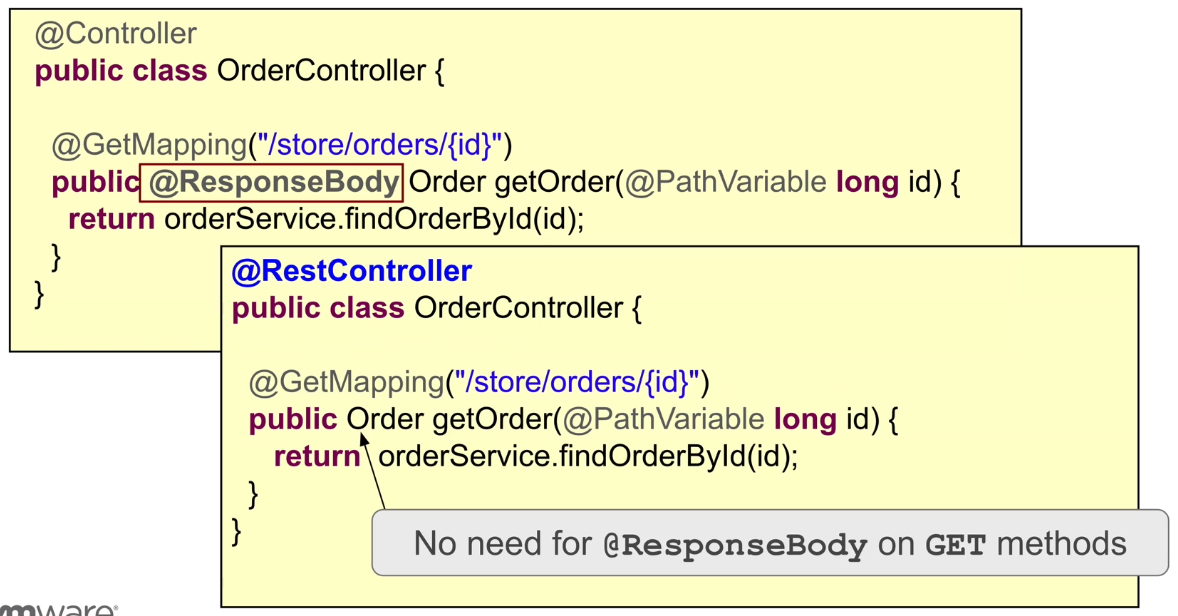 @Controller
public class OrderController {
@GetMapping("/store/orders/{id}")
public @ResponseBody Order getOrder(@PathVariable long id) {
return orderService.findOrderById(id);
}
}
@RestController
public class OrderController {
@GetMapping("/store/orders/{id}")
public Order getOrder(@PathVariable long id) {
return orderService.findOrderById(id);
}
}
No need for @ResponseBody on GET methods
vmware